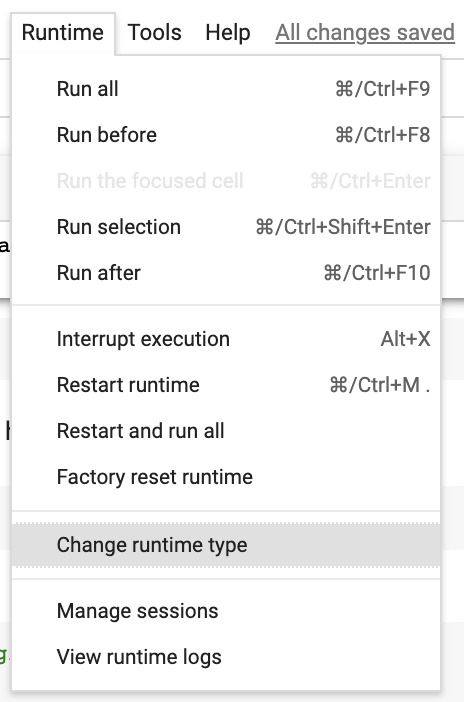 Runtime Tools Help All changes saved
Run all ⌘/Ctrl+F9
Run before ⌘/Ctrl+F8
Run the focused cell ⌘/Ctrl+Enter
Run selection ⌘/Ctrl+Shift+Enter
Run after ⌘/Ctrl+F10
Interrupt execution Alt+X
Restart runtime ⌘/Ctrl+M .
Restart and run all
Factory reset runtime
Change runtime type
Manage sessions
View runtime logs